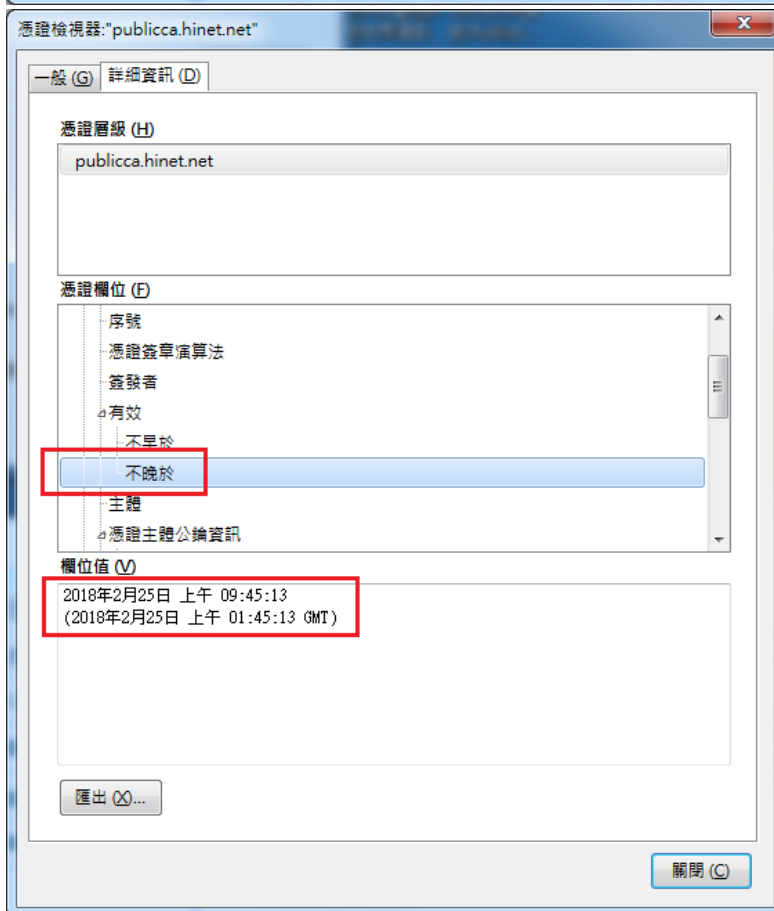 憑證檢視器:"publicca.hinet.net"
一般 (G) 詳細資訊 (D)
憑證層級 (H)
publicca.hinet.net
憑證欄位 (F)
序號
憑證簽章演算法
簽發者
有效
不早於
不晚於
主體
憑證主體公鑰資訊
欄位值 (V)
2018年2月25日 上午 09:45:13
(2018年2月25日 上午 01:45:13 GMT)
匯出 (X)...
關閉 (C)